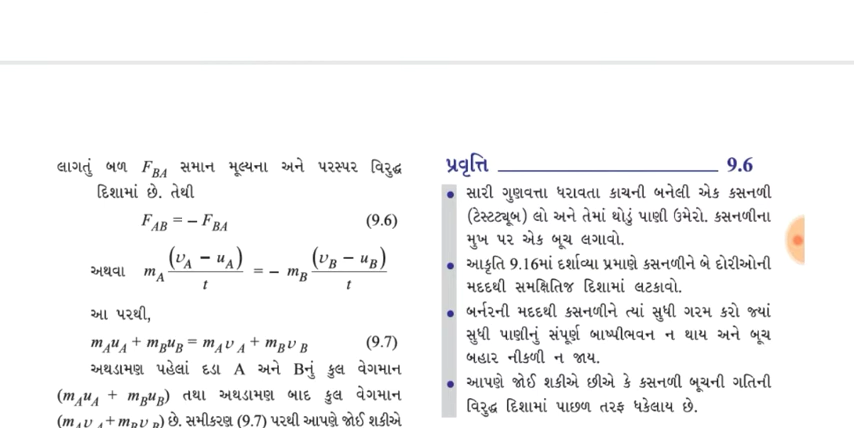 લાગતું બળ F_BA સમાન મૂલ્યના અને પરસ્પર વિરુદ્ધ
દિશામાં છે. તેથી
F_AB = – F_BA (9.6)
અથવા m_A (v_A – u_A)/t = – m_B (v_B – u_B)/t
આ પરથી,
m_A u_A + m_B u_B = m_A v_A + m_B v_B (9.7)
અથડામણ પહેલાં દડા A અને Bનું કુલ વેગમાન
(m_A u_A + m_B u_B) તથા અથડામણ બાદ કુલ વેગમાન
(m_A v_A + m_B v_B) છે. સમીકરણ (9.7) પરથી આપણે જોઈ શકીએ
પ્રવૃત્તિ 9.6
• સારી ગુણવત્તા ધરાવતા કાચની બનેલી એક કસનળી
(ટેસ્ટટ્યૂબ) લો અને તેમાં થોડું પાણી ઉમેરો. કસનળીના
મુખ પર એક બૂચ લગાવો.
• આકૃતિ 9.16માં દર્શાવ્યા પ્રમાણે કસનળીને બે દોરીઓની
મદદથી સમક્ષિતિજ દિશામાં લટકાવો.
• બર્નરની મદદથી કસનળીને ત્યાં સુધી ગરમ કરો જ્યાં
સુધી પાણીનું સંપૂર્ણ બાષ્પીભવન ન થાય અને બૂચ
બહાર નીકળી ન જાય.
• આપણે જોઈ શકીએ છીએ કે કસનળી બૂચની ગતિની
વિરુદ્ધ દિશામાં પાછળ તરફ ધકેલાય છે.